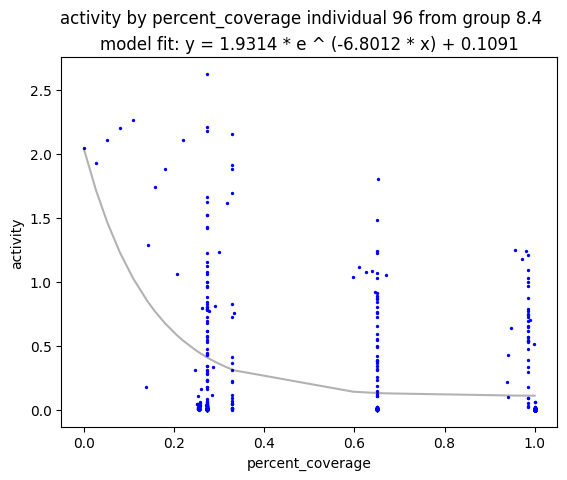 activity by percent_coverage individual 96 from group 8.4
model fit: y = 1.9314 * e ^ (-6.8012 * x) + 0.1091
2.5
2.0
1.5
1.0
0.5
0.0
activity
0.0 0.2 0.4 0.6 0.8 1.0
percent_coverage